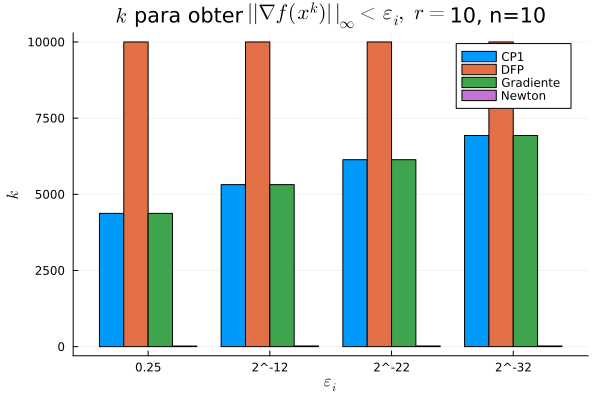 k para obter ||∇f(x^k)||_∞ < ε_i, r = 10, n=10
10000
7500
5000
2500
0
k
CP1
DFP
Gradiente
Newton
0.25
2^-12
2^-22
2^-32
ε_i